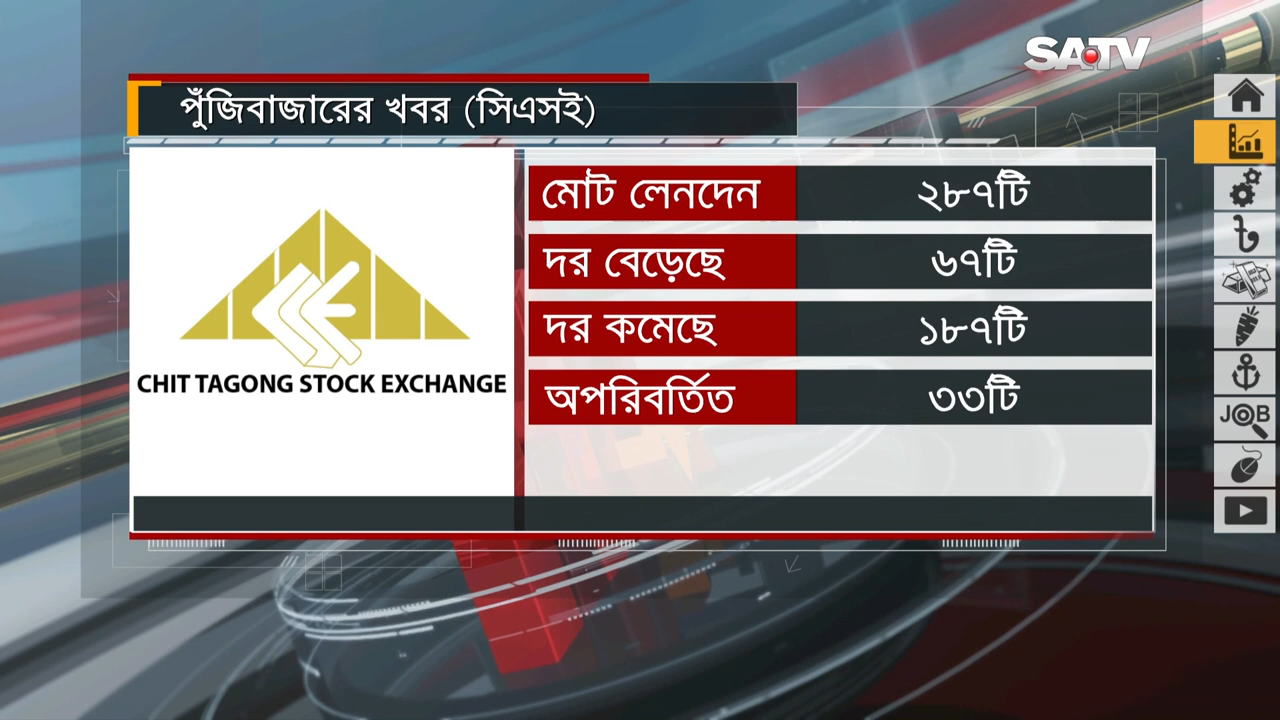 SATV
পুঁজিবাজারের খবর (সিএসই)
মোট লেনদেন ২৮৭টি
দর বেড়েছে ৬৭টি
দর কমেছে ১৮৭টি
অপরিবর্তিত ৩৩টি
CHIT TAGONG STOCK EXCHANGE
৳
JOB